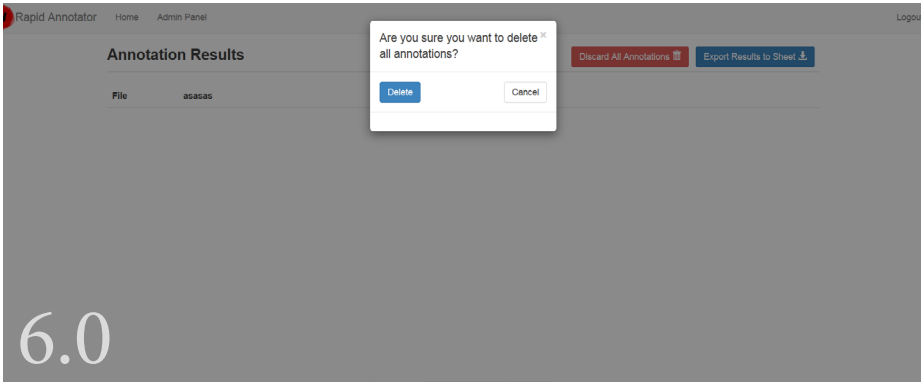 Rapid Annotator Home Admin Panel Logou
Annotation Results
Discard All Annotations Export Results to Sheet
File asasas
Are you sure you want to delete ×
all annotations?
Delete Cancel
6.0